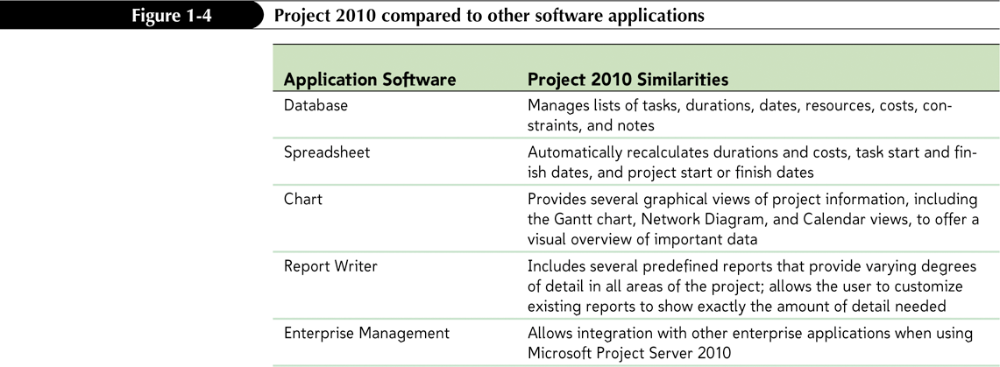 Figure 1-4 Project 2010 compared to other software applications
Application Software Project 2010 Similarities
Database Manages lists of tasks, durations, dates, resources, costs, con-
straints, and notes
Spreadsheet Automatically recalculates durations and costs, task start and fin-
ish dates, and project start or finish dates
Chart Provides several graphical views of project information, including
the Gantt chart, Network Diagram, and Calendar views, to offer a
visual overview of important data
Report Writer Includes several predefined reports that provide varying degrees
of detail in all areas of the project; allows the user to customize
existing reports to show exactly the amount of detail needed
Enterprise Management Allows integration with other enterprise applications when using
Microsoft Project Server 2010